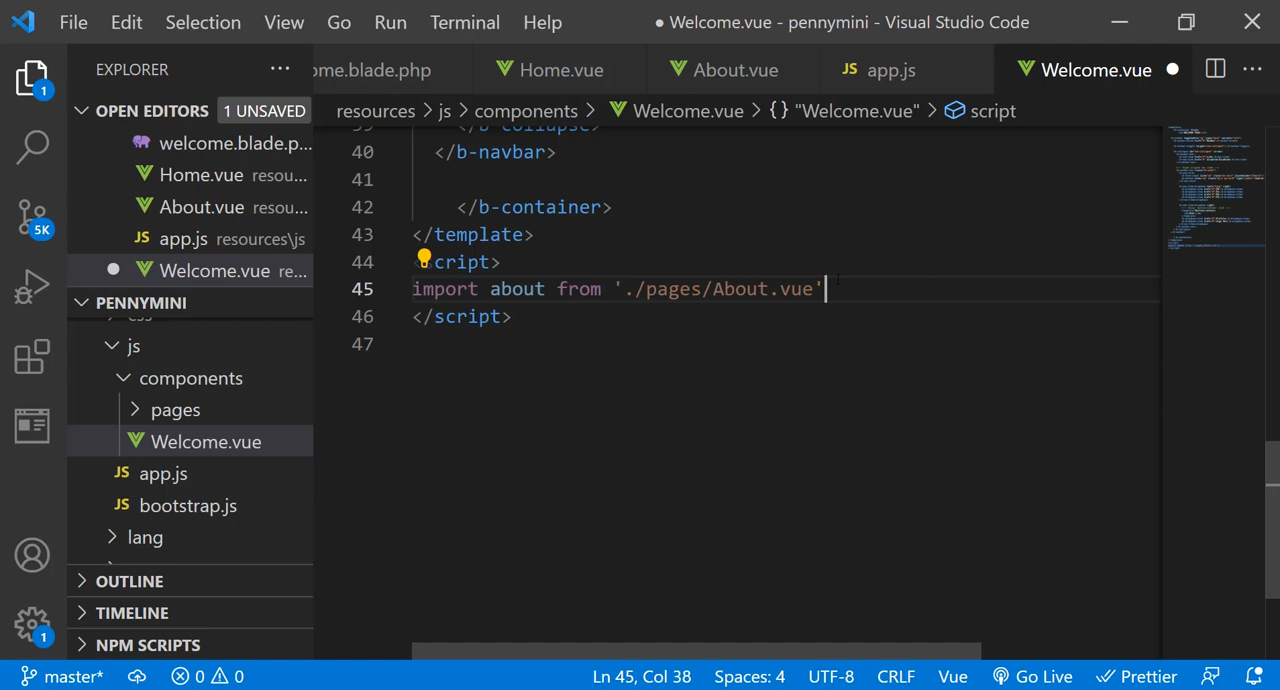 File Edit Selection View Go Run Terminal Help ● Welcome.vue - pennymini - Visual Studio Code
EXPLORER ···
ome.blade.php Home.vue About.vue JS app.js Welcome.vue ● ···
OPEN EDITORS 1 UNSAVED
resources > js > components > Welcome.vue > {} "Welcome.vue" > script
welcome.blade.p...
Home.vue resou...
About.vue resou...
JS app.js resources\js
● Welcome.vue re...
PENNYMINI
css
js
components
pages
Welcome.vue
JS app.js
JS bootstrap.js
lang
OUTLINE
TIMELINE
NPM SCRIPTS
1
5K
1
39 </b-collapse>
40 </b-navbar>
41
42 </b-container>
43 </template>
44 cript>
45 import about from './pages/About.vue'
46 </script>
47
master* 0 0 Ln 45, Col 38 Spaces: 4 UTF-8 CRLF Vue Go Live Prettier